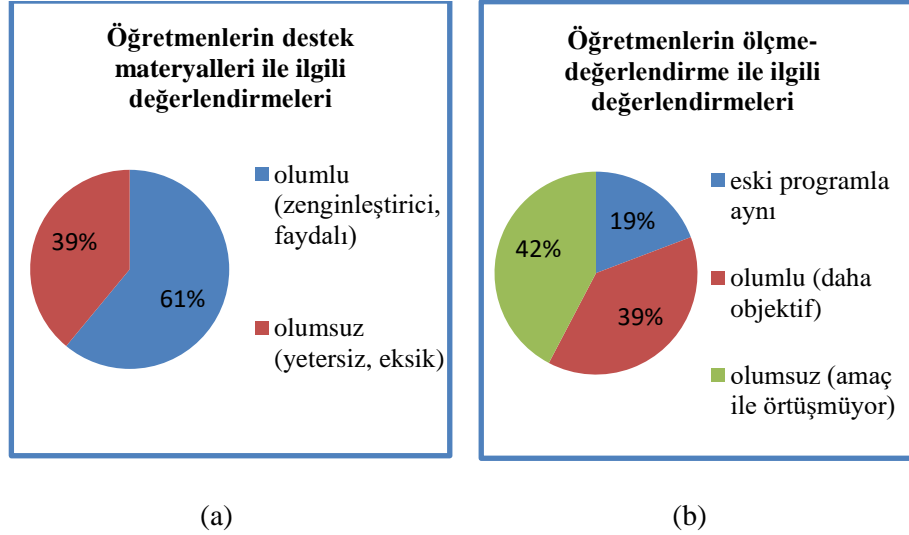 Öğretmenlerin destek
materyalleri ile ilgili
değerlendirmeleri
39%
61%
olumlu
(zenginleştirici,
faydalı)
olumsuz
(yetersiz, eksik)
(a)
Öğretmenlerin ölçme-
değerlendirme ile ilgili
değerlendirmeleri
19%
42%
39%
eski programla
aynı
olumlu (daha
objektif)
olumsuz (amaç
ile örtüşmüyor)
(b)